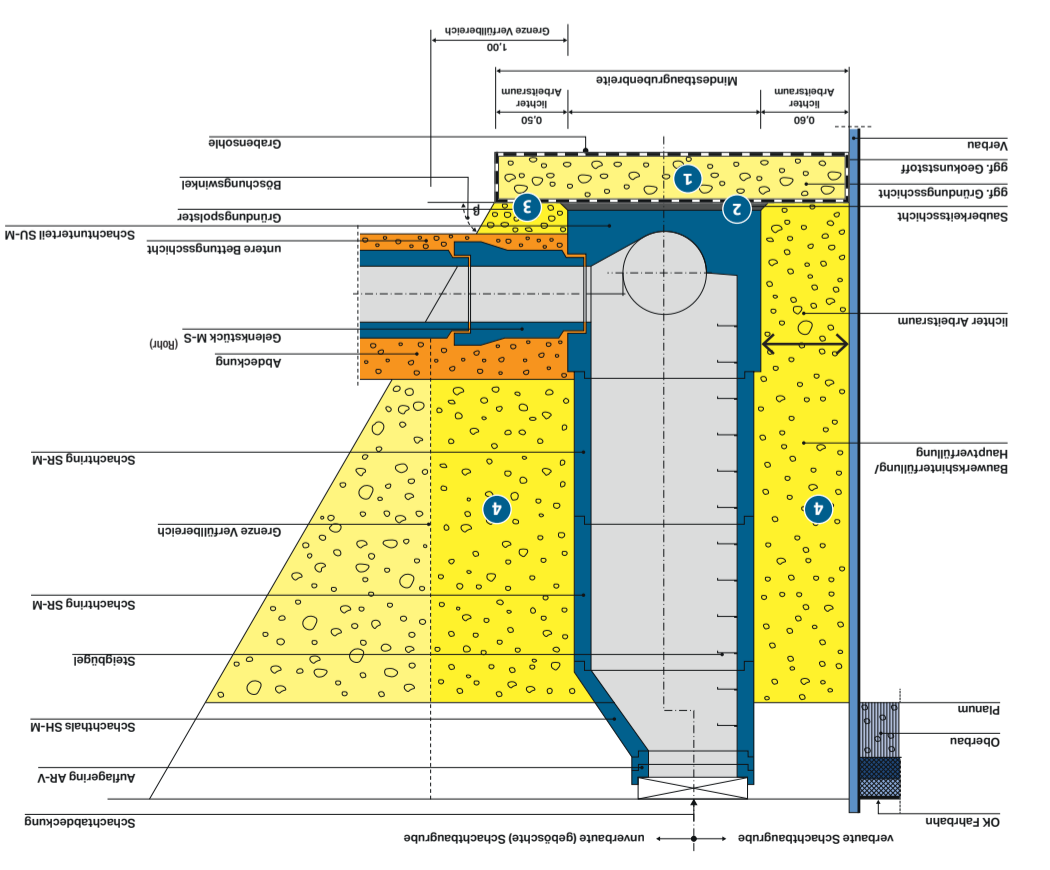 verbaute Schachtbaugrube
unverbaute (geböschte) Schachtbaugrube
OK Fahrbahn
Oberbau
Planum
Bauwerkshinterfüllung/
Hauptverfüllung
lichter Arbeitsraum
Sauberkeitsschicht
ggf. Gründungsschicht
ggf. Geokunststoff
Verbau
Schachtabdeckung
Auflagering AR-V
Schachthals SH-M
Steigbügel
Schachtring SR-M
Grenze Verfüllbereich
Schachtring SR-M
Abdeckung
Gelenkstück M-S (Rohr)
untere Bettungsschicht
Schachtunterteil SU-M
Gründungspolster
Böschungswinkel
Grabensohle
4
4
3
2
1
β
0,60
lichter
Arbeitsraum
0,50
lichter
Arbeitsraum
Mindestbaugrubenbreite
1,00
Grenze Verfüllbereich